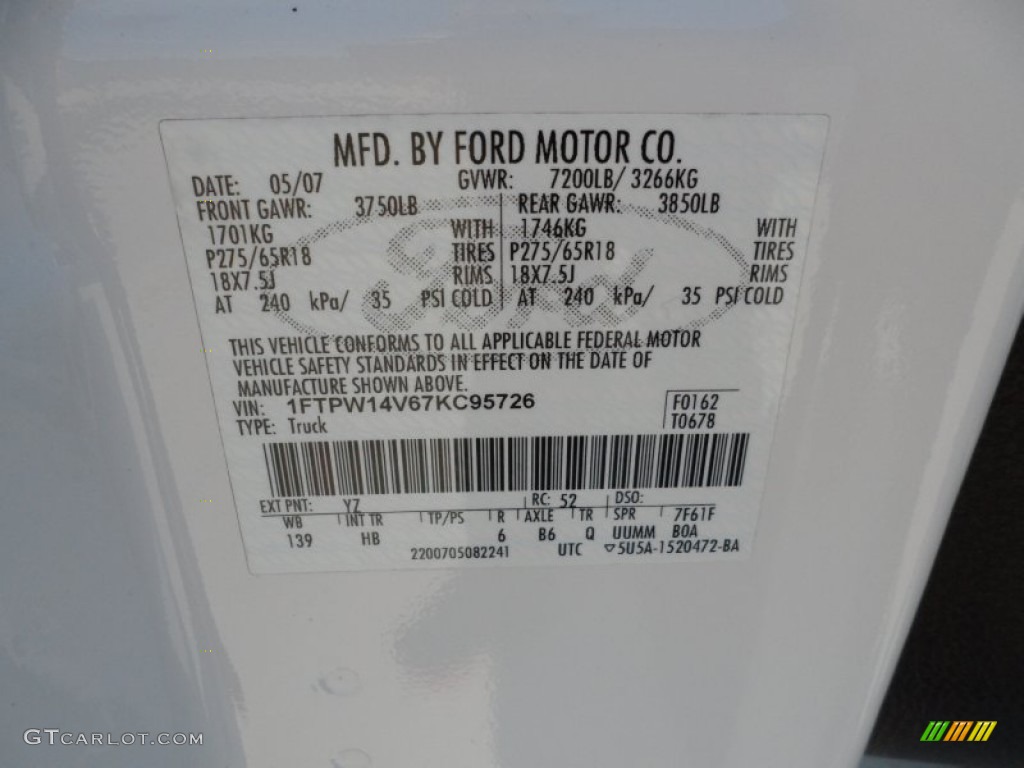 MFD. BY FORD MOTOR CO.
DATE: 05/07 GVWR: 7200LB/ 3266KG
FRONT GAWR: 3750LB REAR GAWR: 3850LB
1701KG WITH 1746KG WITH
P275/65R18 TIRES P275/65R18 TIRES
18X7.5J RIMS 18X7.5J RIMS
AT 240 kPa/ 35 PSI COLD AT 240 kPa/ 35 PSI COLD
Ford
THIS VEHICLE CONFORMS TO ALL APPLICABLE FEDERAL MOTOR
VEHICLE SAFETY STANDARDS IN EFFECT ON THE DATE OF
MANUFACTURE SHOWN ABOVE.
VIN: 1FTPW14V67KC95726 F0162
TYPE: Truck T0678
EXT PNT: YZ RC: 52 DSO:
WB INT TR TP/PS R AXLE TR SPR 7F61F
139 HB 6 B6 Q UUMM BOA
2200705082241 UTC ▽5U5A-1520472-BA
GTCARLOT.COM